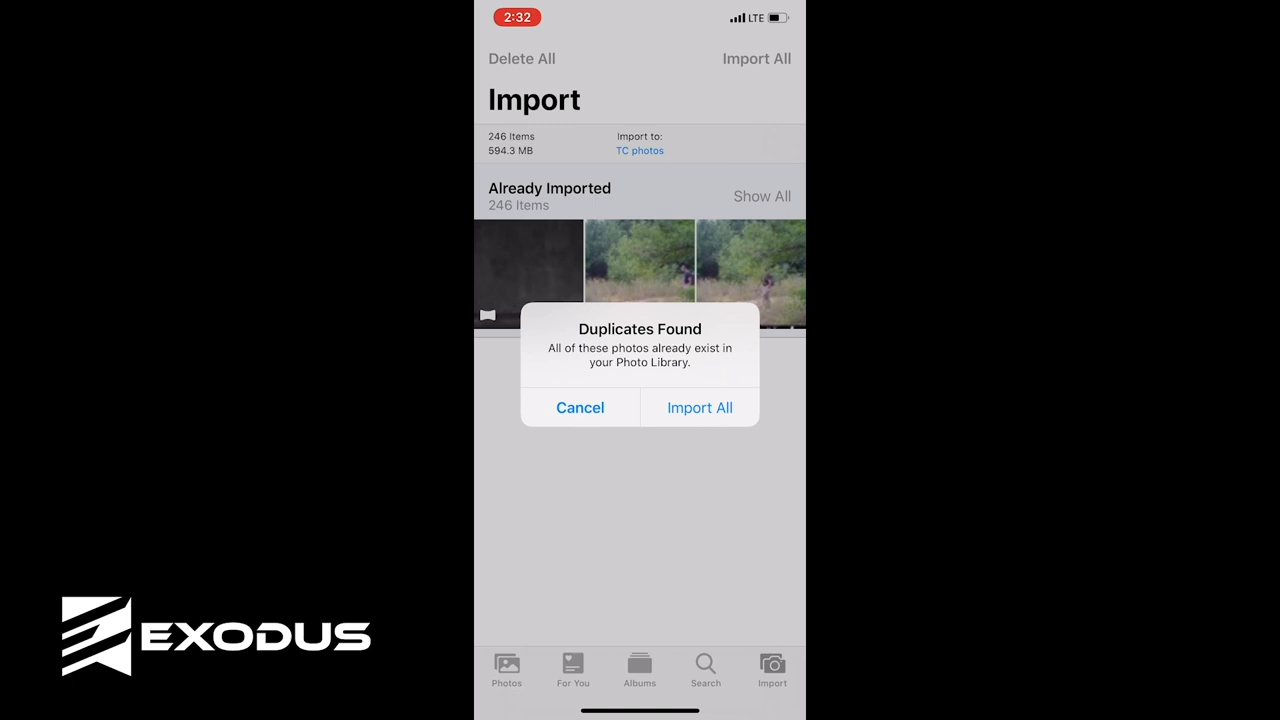 2:32
LTE
Delete All
Import All
Import
246 Items
Import to:
594.3 MB
TC photos
Already Imported
246 Items
Show All
Duplicates Found
All of these photos already exist in
your Photo Library.
Cancel
Import All
EXODUS
Photos
For You
Albums
Search
Import